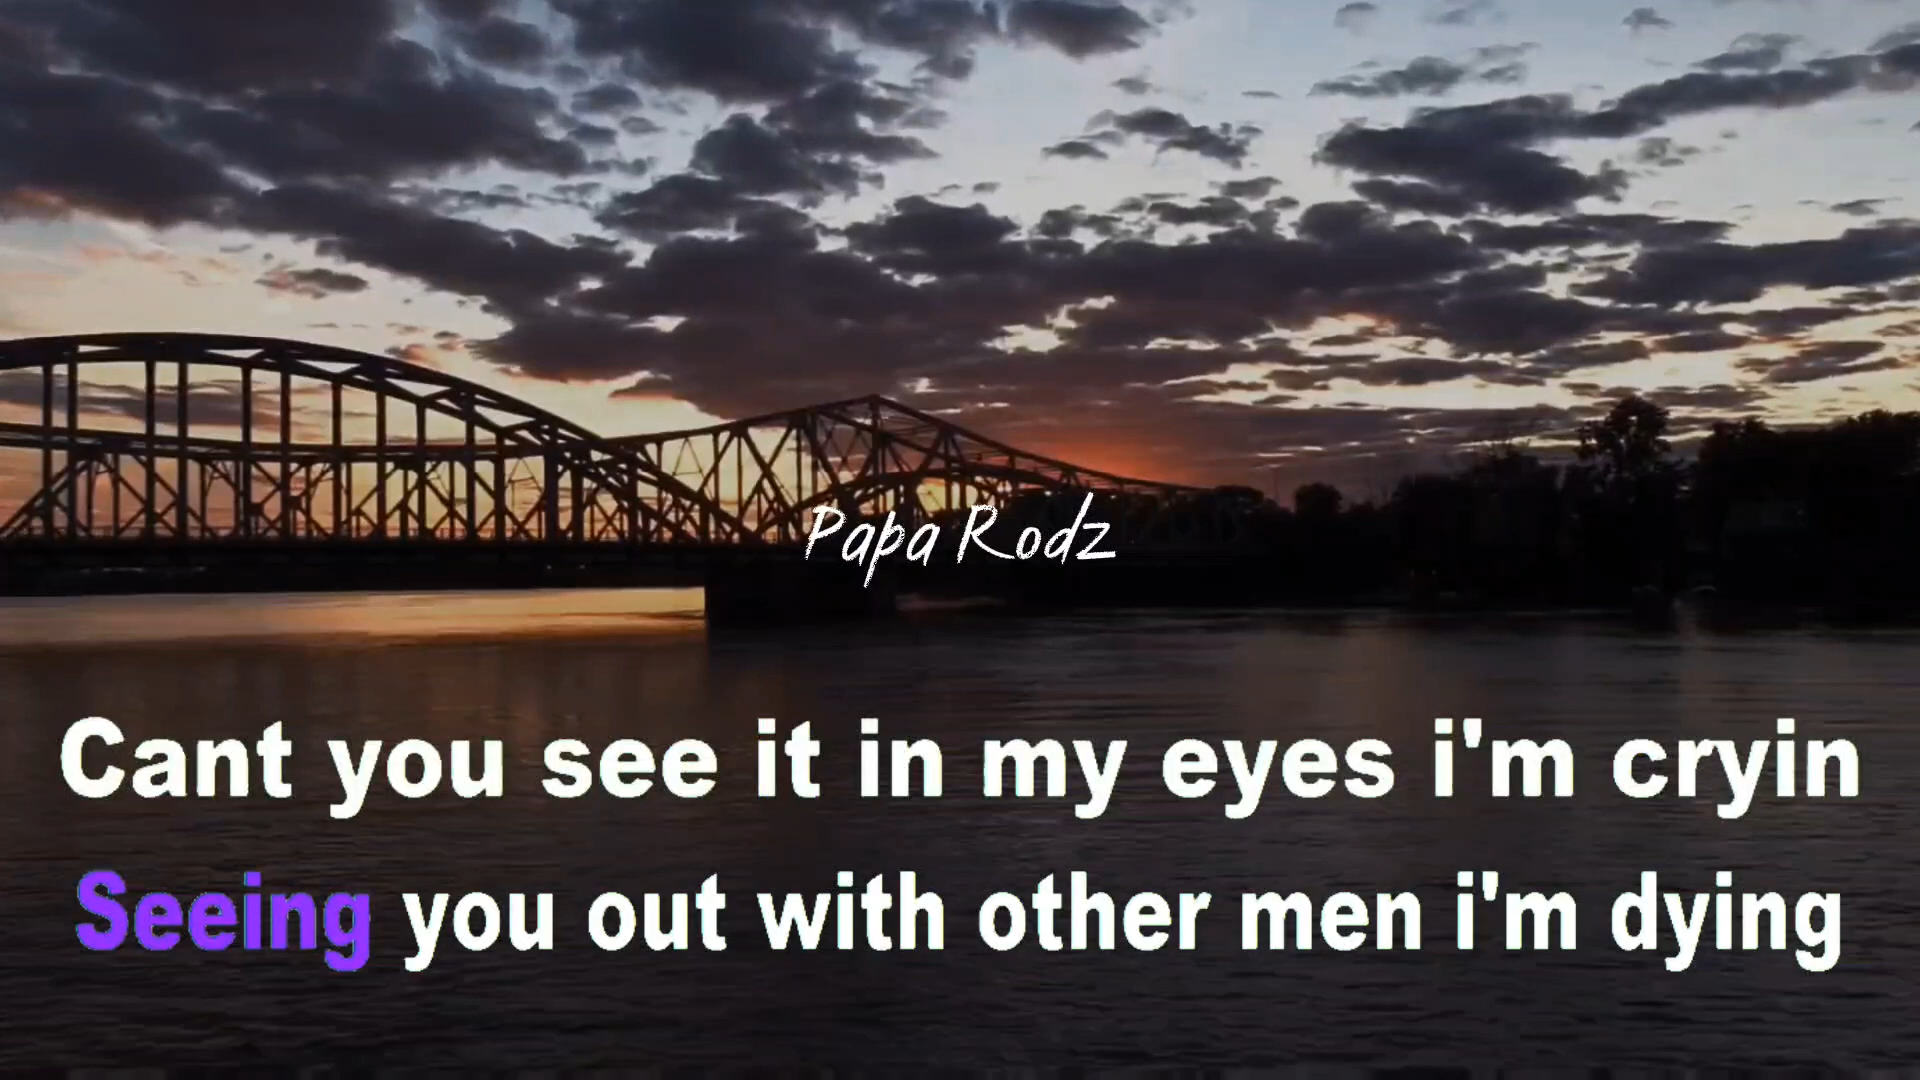 Papa Rodz
Cant you see it in my eyes i'm cryin
Seeing you out with other men i'm dying